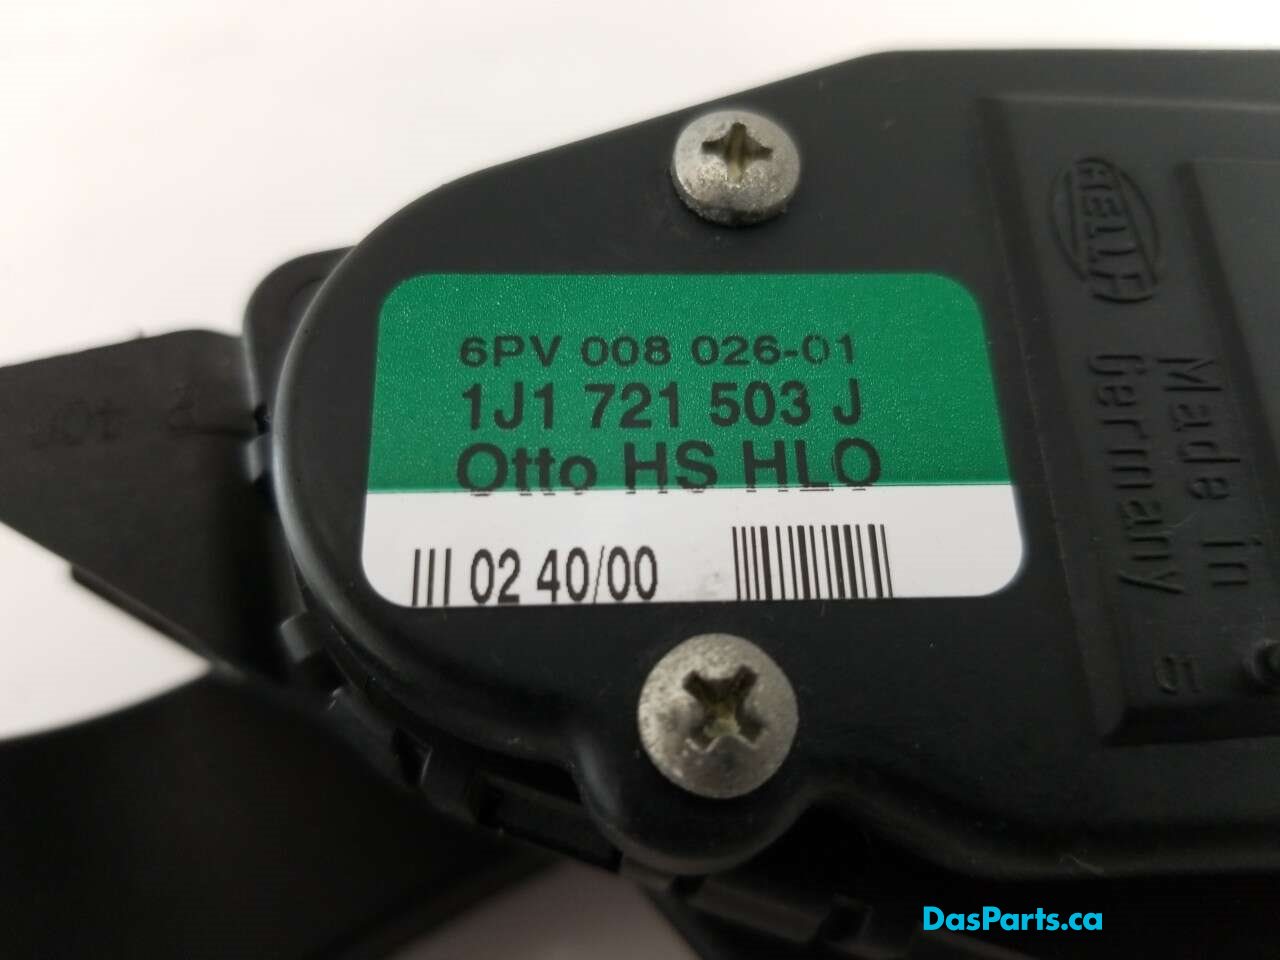 6PV 008 026-01
1J1 721 503 J
Otto HS HLO
02 40/00
HELLA
Made in
Germany
5
DasParts.ca